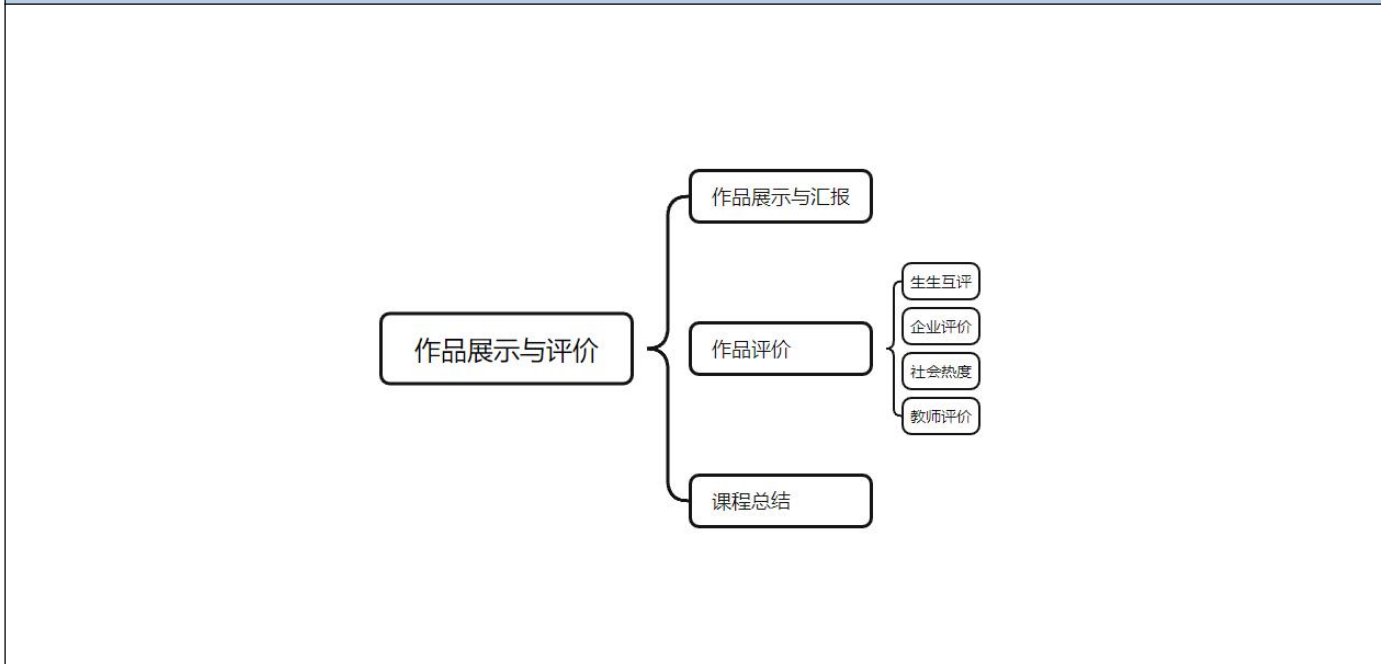 作品展示与评价
作品展示与汇报
作品评价
生生互评
企业评价
社会热度
教师评价
课程总结